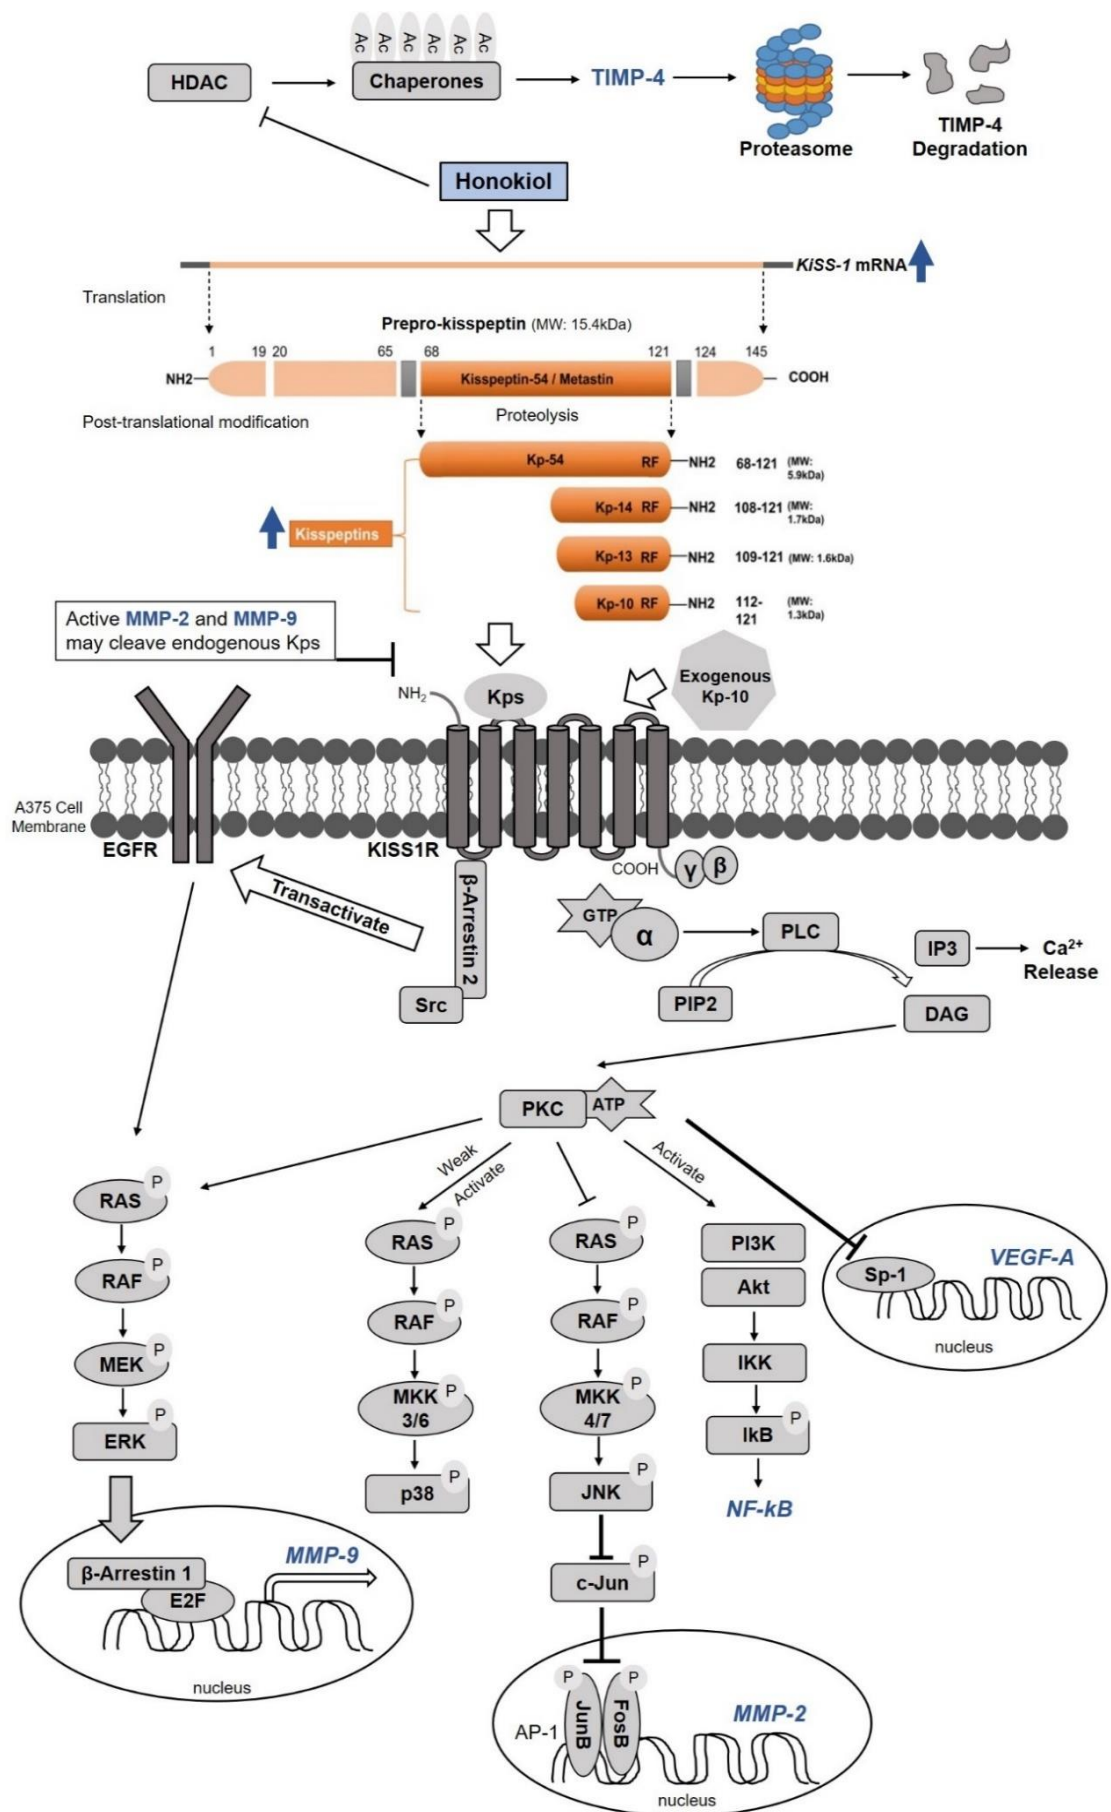 Ac Ac Ac Ac Ac Ac
HDAC
Chaperones
TIMP-4
Proteasome
TIMP-4
Degradation
Honokiol
KiSS-1 mRNA
Translation
Prepro-kisspeptin (MW: 15.4kDa)
1 19 20 65 68 121 124 145
NH2
Kisspeptin-54 / Metastin
COOH
Post-translational modification
Proteolysis
Kp-54 RF NH2 68-121 (MW:
5.9kDa)
Kp-14 RF NH2 108-121 (MW:
1.7kDa)
Kisspeptins
Kp-13 RF NH2 109-121 (MW: 1.6kDa)
Kp-10 RF NH2 112-
121
(MW:
1.3kDa)
Active MMP-2 and MMP-9
may cleave endogenous Kps
Exogenous
Kp-10
NH2
Kps
A375 Cell
Membrane
EGFR
KISS1R
COOH
γ
β
Transactivate
β-Arrestin 2
Src
GTP
α
PLC
PIP2
IP3
Ca2+
Release
DAG
PKC
ATP
Weak
Activate
Activate
RAS P
RAF P
MEK P
ERK P
MMP-9
β-Arrestin 1
E2F
nucleus
RAS P
RAF P
MKK P
3/6
p38 P
RAS P
RAF P
MKK P
4/7
JNK P
c-Jun P
P P
AP-1
JunB
FosB
MMP-2
nucleus
PI3K
Akt
IKK
IkB P
NF-kB
VEGF-A
Sp-1
nucleus